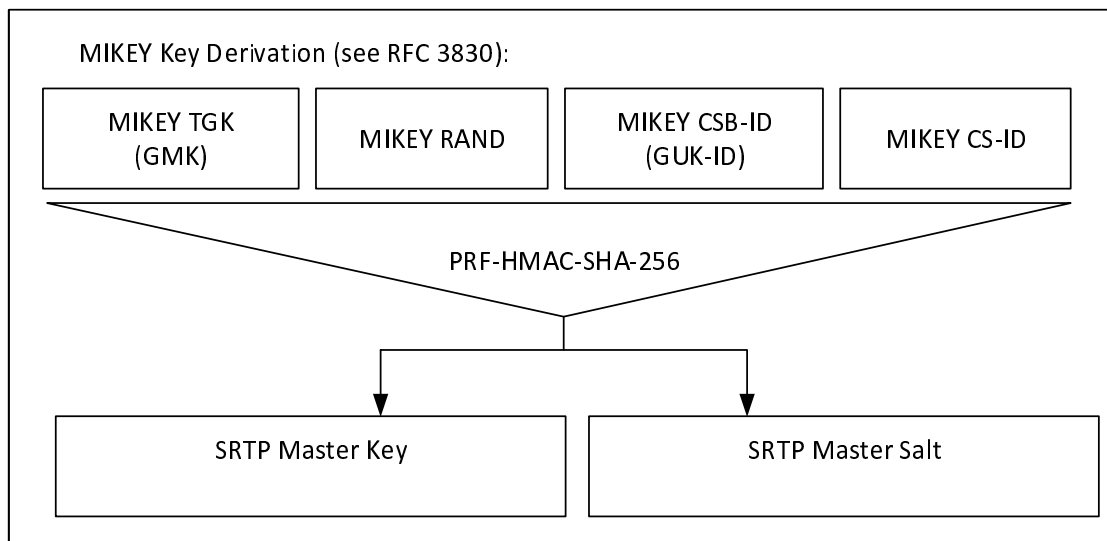 MIKEY Key Derivation (see RFC 3830):
MIKEY TGK
(GMK)
MIKEY RAND
MIKEY CSB-ID
(GUK-ID)
MIKEY CS-ID
PRF-HMAC-SHA-256
SRTP Master Key
SRTP Master Salt